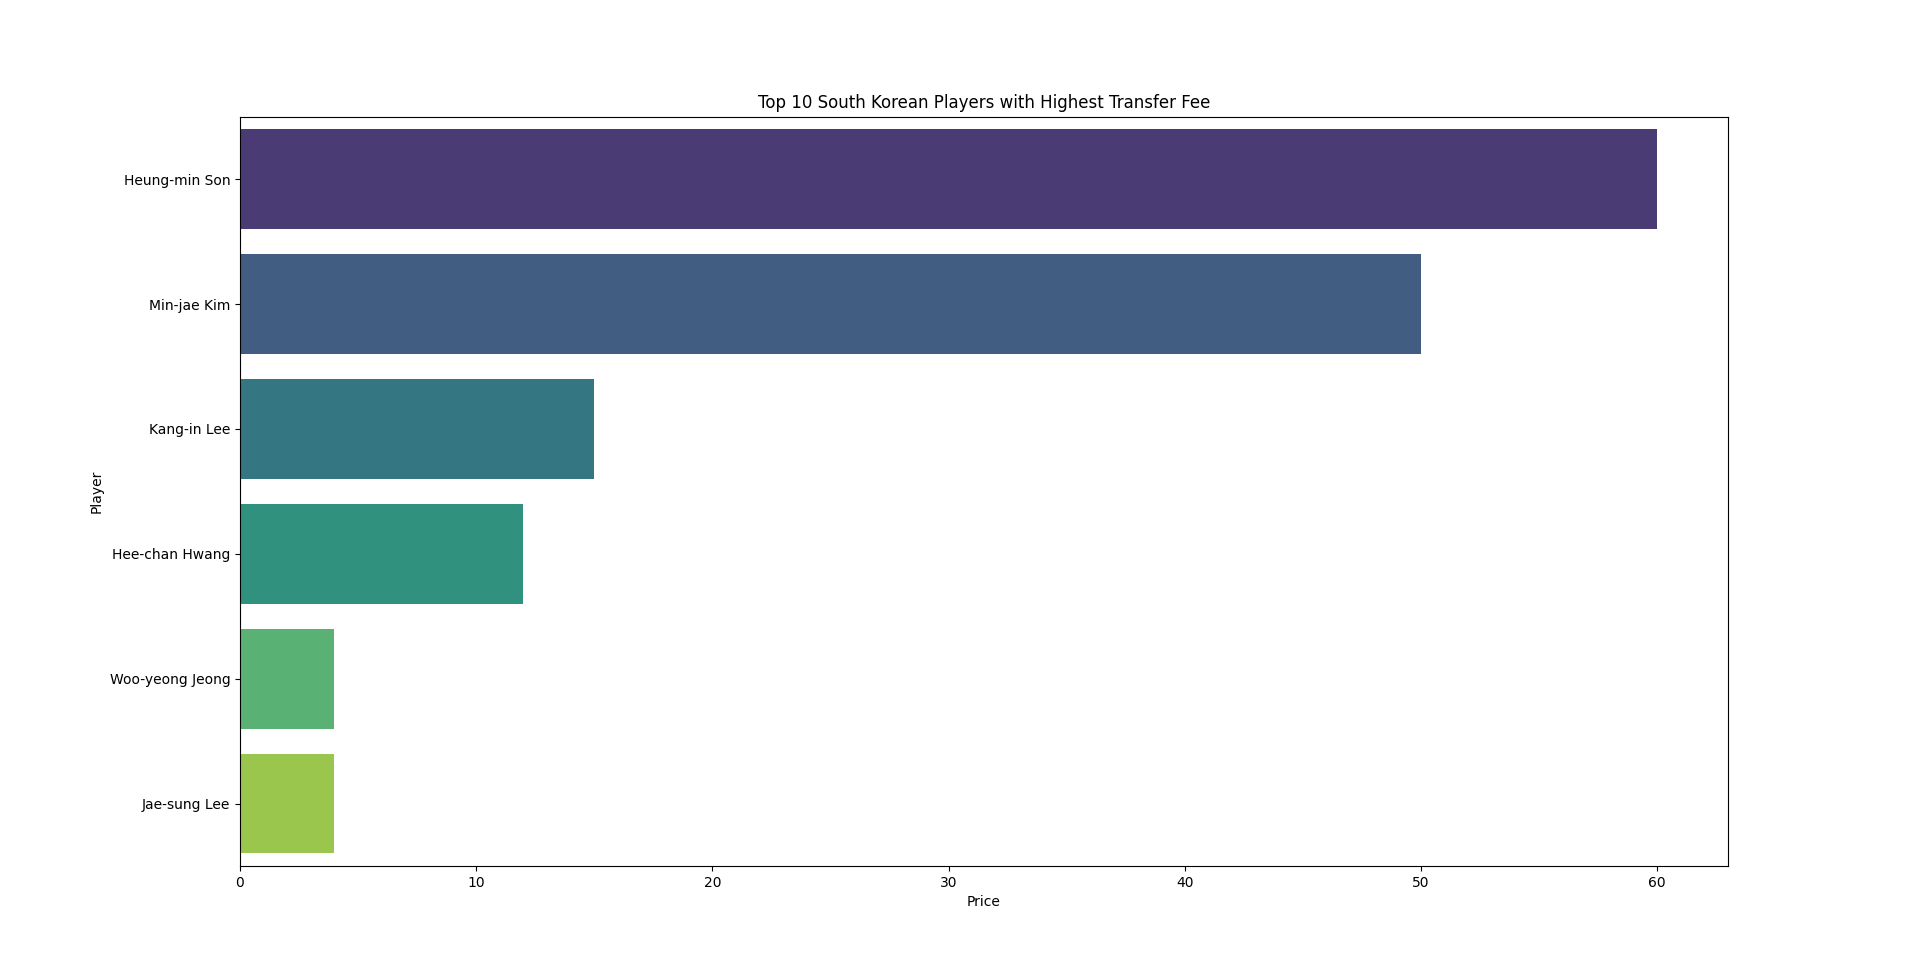 Top 10 South Korean Players with Highest Transfer Fee
Player
Heung-min Son
Min-jae Kim
Kang-in Lee
Hee-chan Hwang
Woo-yeong Jeong
Jae-sung Lee
0 10 20 30 40 50 60
Price